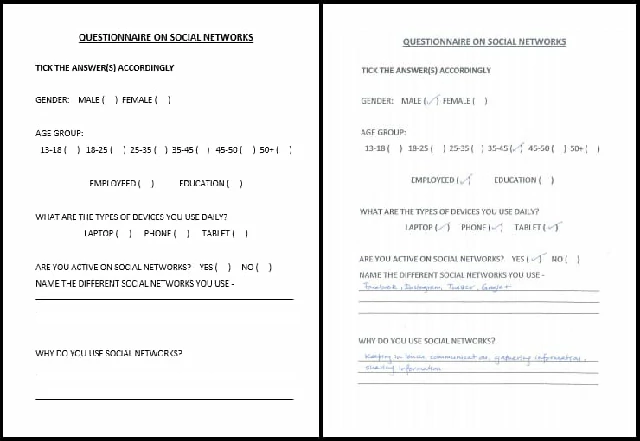 QUESTIONNAIRE ON SOCIAL NETWORKS
TICK THE ANSWER(S) ACCORDINGLY
GENDER: MALE ( ) FEMALE ( )
AGE GROUP:
13-18 ( ) 18-25 ( ) 25-35 ( ) 35-45 ( ) 45-50 ( ) 50+ ( )
EMPLOYEED ( ) EDUCATION ( )
WHAT ARE THE TYPES OF DEVICES YOU USE DAILY?
LAPTOP ( ) PHONE ( ) TABLET ( )
ARE YOU ACTIVE ON SOCIAL NETWORKS? YES ( ) NO ( )
NAME THE DIFFERENT SOCIAL NETWORKS YOU USE -
WHY DO YOU USE SOCIAL NETWORKS?
QUESTIONNAIRE ON SOCIAL NETWORKS
TICK THE ANSWER(S) ACCORDINGLY
GENDER: MALE (✓) FEMALE ( )
AGE GROUP:
13-18 ( ) 18-25 ( ) 25-35 ( ) 35-45 (✓) 45-50 ( ) 50+ ( )
EMPLOYEED (✓) EDUCATION ( )
WHAT ARE THE TYPES OF DEVICES YOU USE DAILY?
LAPTOP (✓) PHONE (✓) TABLET (✓)
ARE YOU ACTIVE ON SOCIAL NETWORKS? YES (✓) NO ( )
NAME THE DIFFERENT SOCIAL NETWORKS YOU USE -
Facebook, Instagram, Twitter, Google+
WHY DO YOU USE SOCIAL NETWORKS?
Keeping in communication, gathering information,
sharing information